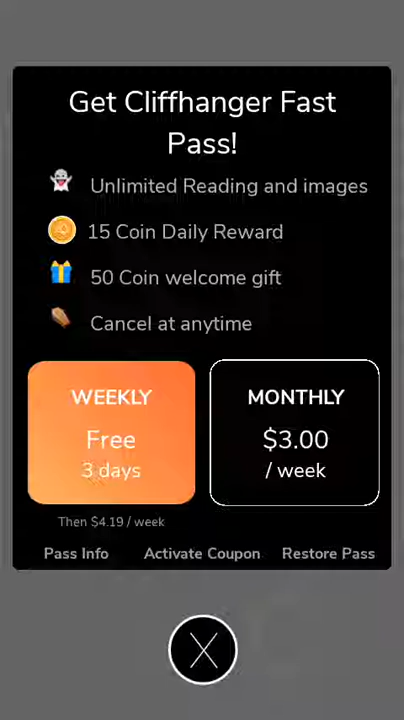 Get Cliffhanger Fast
Pass!
Unlimited Reading and images
15 Coin Daily Reward
50 Coin welcome gift
Cancel at anytime
WEEKLY
Free
3 days
MONTHLY
$3.00
/ week
Then $4.19 / week
Pass Info
Activate Coupon
Restore Pass